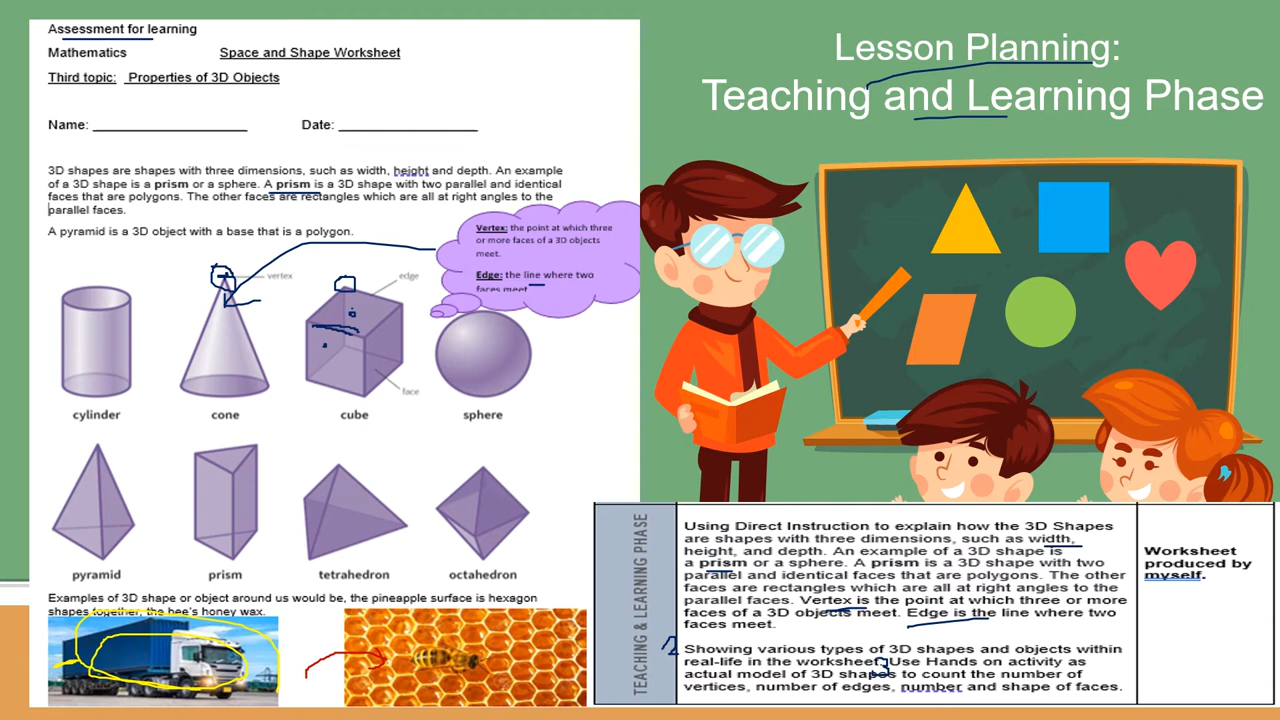 Assessment for learning
Mathematics Space and Shape Worksheet
Third topic: Properties of 3D Objects
Name: Date:
3D shapes are shapes with three dimensions, such as width, height and depth. An example
of a 3D shape is a prism or a sphere. A prism is a 3D shape with two parallel and identical
faces that are polygons. The other faces are rectangles which are all at right angles to the
parallel faces.
A pyramid is a 3D object with a base that is a polygon.
Vertex: the point at which three
or more faces of a 3D objects
meet.
Edge: the line where two
faces meet
vertex
edge
face
cylinder
cone
cube
sphere
pyramid
prism
tetrahedron
octahedron
Examples of 3D shape or object around us would be, the pineapple surface is hexagon
shapes together, the bee's honey wax.
Lesson Planning:
Teaching and Learning Phase
TEACHING & LEARNING PHASE
Using Direct Instruction to explain how the 3D Shapes
are shapes with three dimensions, such as width,
height, and depth. An example of a 3D shape is
a prism or a sphere. A prism is a 3D shape with two
parallel and identical faces that are polygons. The other
faces are rectangles which are all at right angles to the
parallel faces. Vertex is the point at which three or more
faces of a 3D objects meet. Edge is the line where two
faces meet.
2
Showing various types of 3D shapes and objects within
real-life in the worksheet. Use Hands on activity as
3
actual model of 3D shapes to count the number of
vertices, number of edges, number and shape of faces.
Worksheet
produced by
myself.